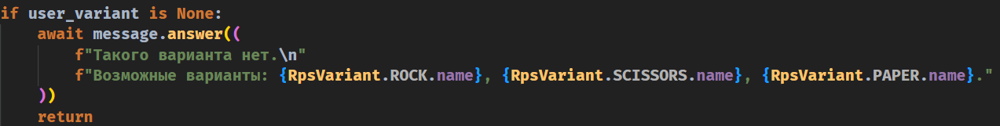 if user_variant is None:
    await message.answer((
        f"Такого варианта нет.\n"
        f"Возможные варианты: {RpsVariant.ROCK.name}, {RpsVariant.SCISSORS.name}, {RpsVariant.PAPER.name}."
    ))
    return